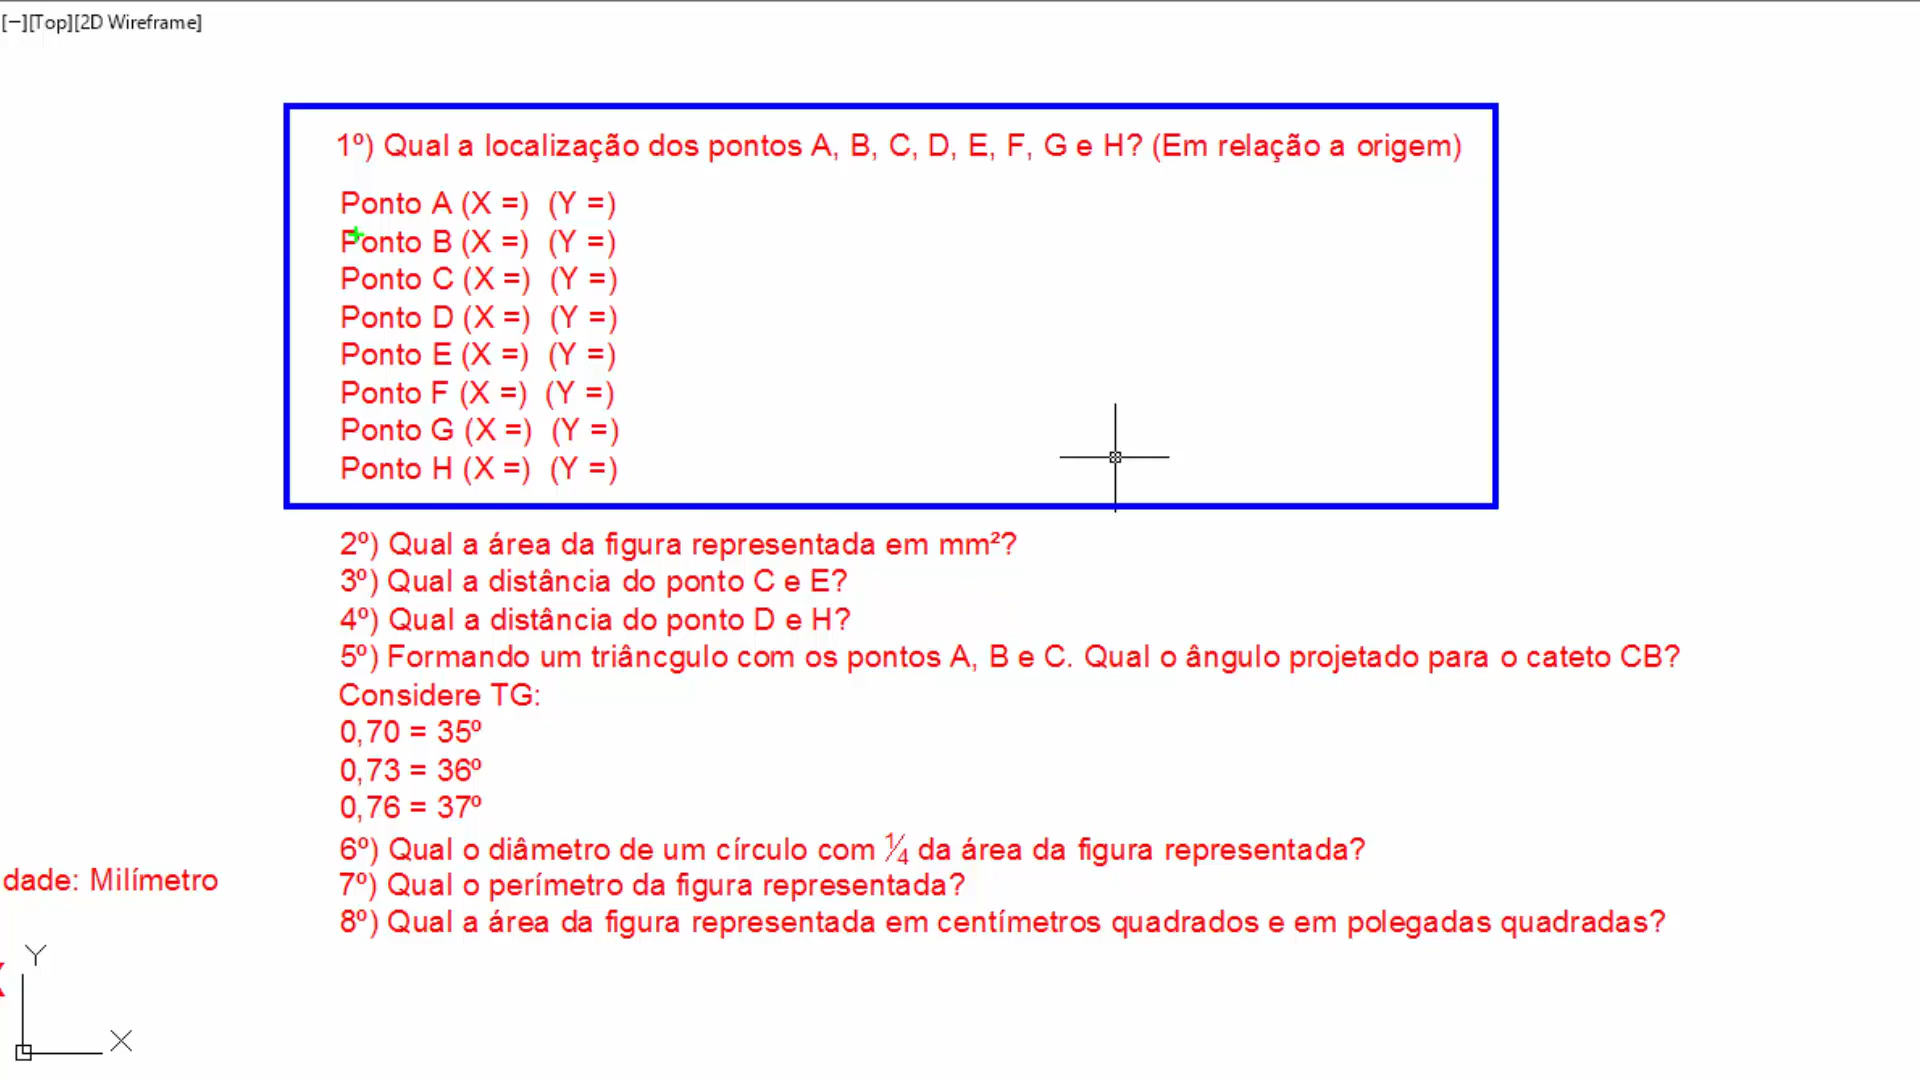 [−][Top][2D Wireframe]
1º) Qual a localização dos pontos A, B, C, D, E, F, G e H? (Em relação a origem)
Ponto A (X =)  (Y =)
Ponto B (X =)  (Y =)
Ponto C (X =)  (Y =)
Ponto D (X =)  (Y =)
Ponto E (X =)  (Y =)
Ponto F (X =)  (Y =)
Ponto G (X =)  (Y =)
Ponto H (X =)  (Y =)
2º) Qual a área da figura representada em mm²?
3º) Qual a distância do ponto C e E?
4º) Qual a distância do ponto D e H?
5º) Formando um triâncgulo com os pontos A, B e C. Qual o ângulo projetado para o cateto CB?
Considere TG:
0,70 = 35º
0,73 = 36º
0,76 = 37º
6º) Qual o diâmetro de um círculo com ¼ da área da figura representada?
7º) Qual o perímetro da figura representada?
8º) Qual a área da figura representada em centímetros quadrados e em polegadas quadradas?
dade: Milímetro
Y
X